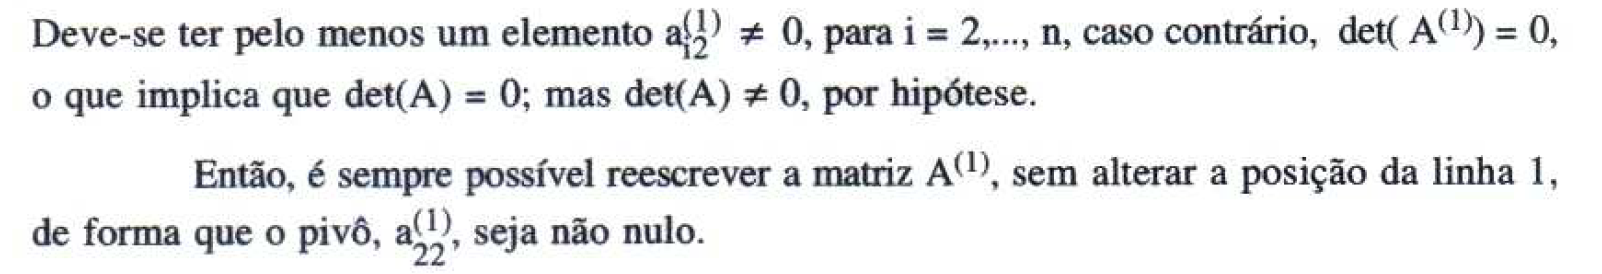 Deve-se ter pelo menos um elemento a_{i2}^{(1)} ≠ 0, para i = 2,..., n, caso contrário, det( A^{(1)}) = 0,
o que implica que det(A) = 0; mas det(A) ≠ 0, por hipótese.
Então, é sempre possível reescrever a matriz A^{(1)}, sem alterar a posição da linha 1,
de forma que o pivô, a_{22}^{(1)}, seja não nulo.